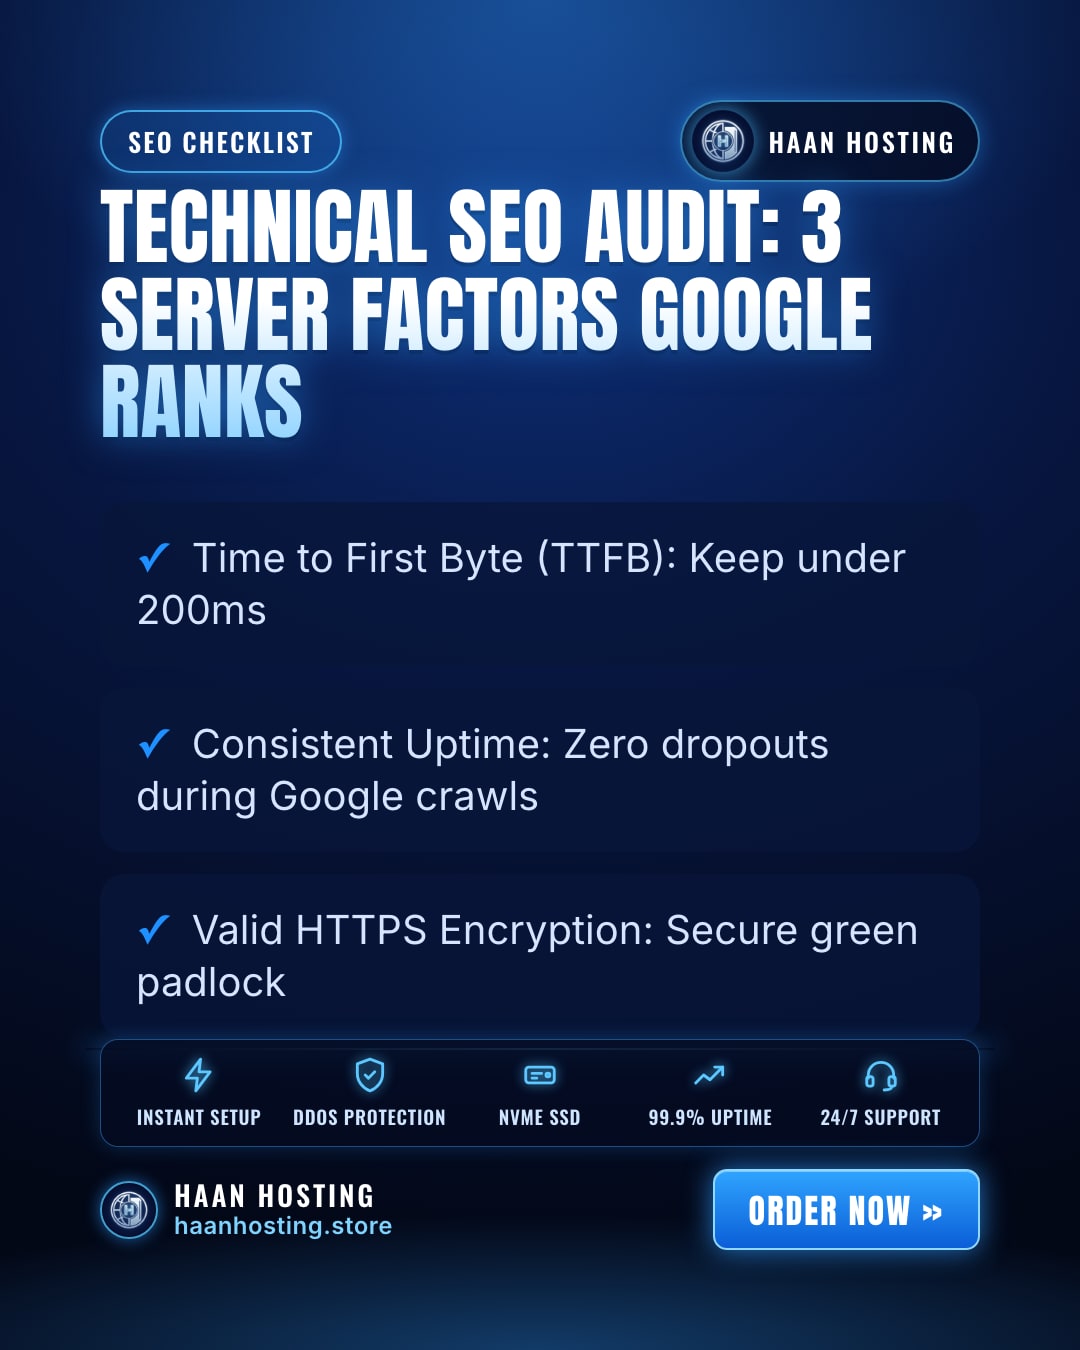 SEO CHECKLIST
HAAN HOSTING
TECHNICAL SEO AUDIT: 3
SERVER FACTORS GOOGLE
RANKS
✓ Time to First Byte (TTFB): Keep under
200ms
✓ Consistent Uptime: Zero dropouts
during Google crawls
✓ Valid HTTPS Encryption: Secure green
padlock
INSTANT SETUP
DDOS PROTECTION
NVME SSD
99.9% UPTIME
24/7 SUPPORT
HAAN HOSTING
haanhosting.store
ORDER NOW »